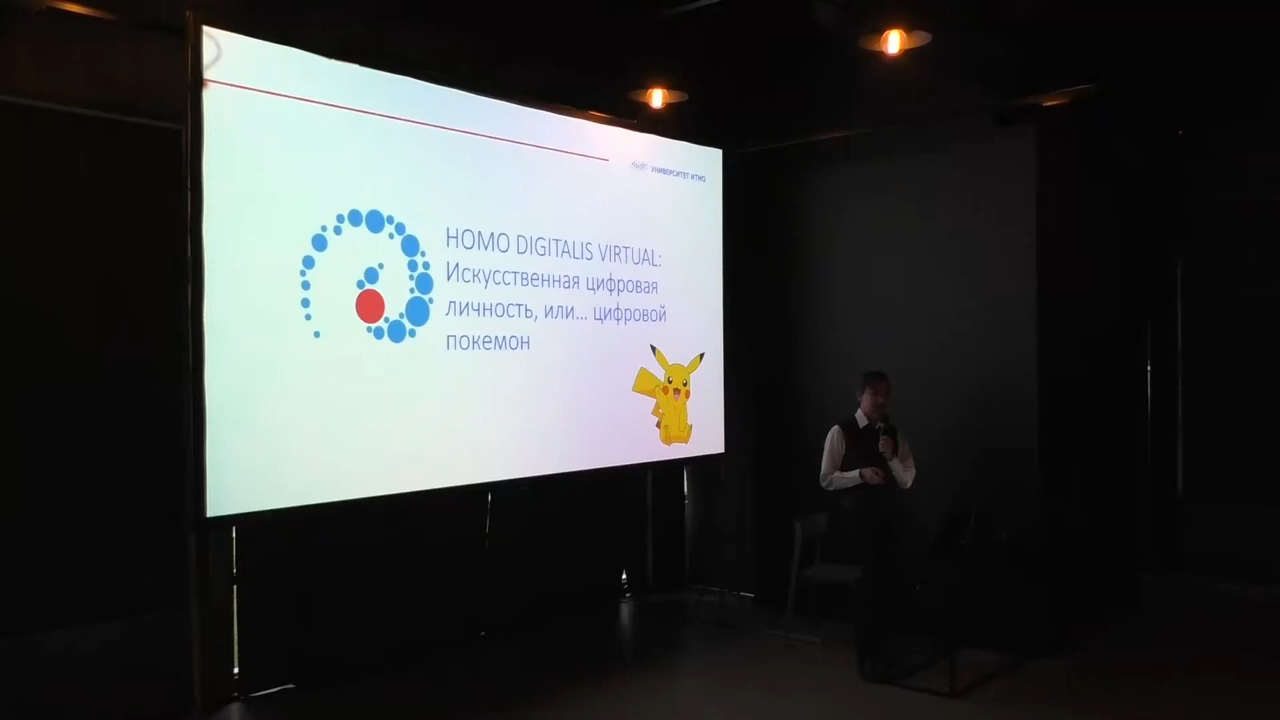 УНИВЕРСИТЕТ ИТМО
HOMO DIGITALIS VIRTUAL:
Искусственная цифровая
личность, или... цифровой
покемон